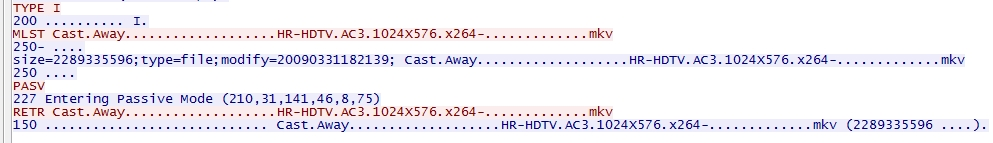 TYPE I
200 .......... I.
MLST Cast.Away...................HR-HDTV.AC3.1024X576.x264-.............mkv
250- ....
size=2289335596;type=file;modify=20090331182139; Cast.Away...................HR-HDTV.AC3.1024X576.x264-.............mkv
250 ....
PASV
227 Entering Passive Mode (210,31,141,46,8,75)
RETR Cast.Away...................HR-HDTV.AC3.1024X576.x264-.............mkv
150 ........................... Cast.Away...................HR-HDTV.AC3.1024X576.x264-.............mkv (2289335596 ....).